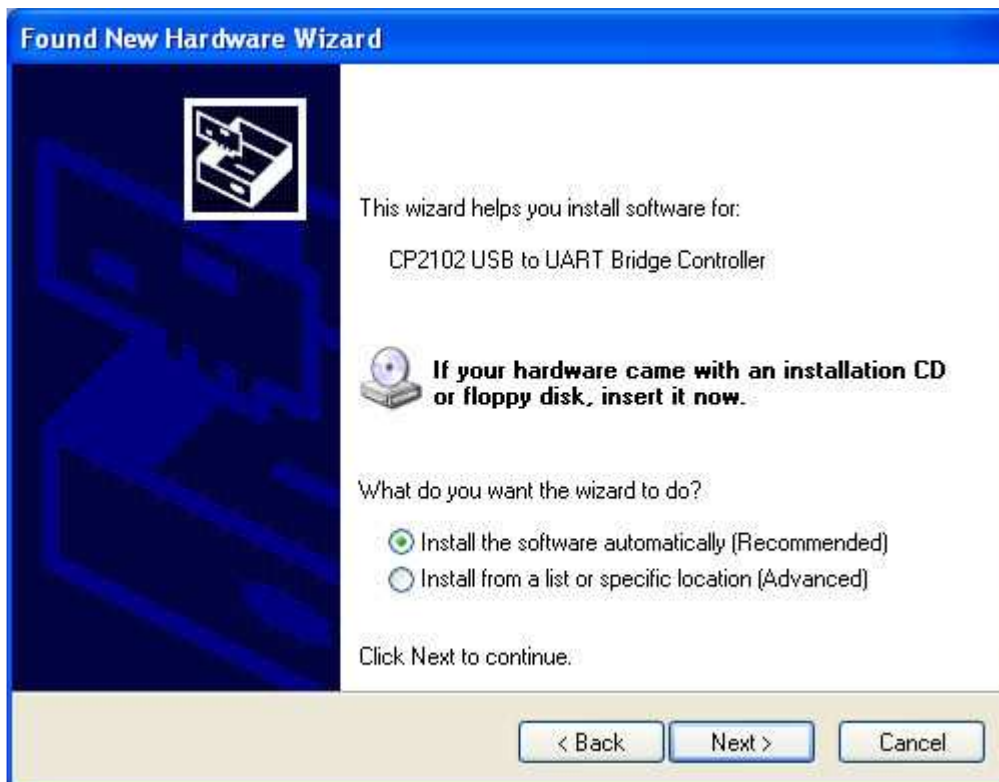 Found New Hardware Wizard
This wizard helps you install software for:
CP2102 USB to UART Bridge Controller
If your hardware came with an installation CD
or floppy disk, insert it now.
What do you want the wizard to do?
Install the software automatically (Recommended)
Install from a list or specific location (Advanced)
Click Next to continue.
< Back Next > Cancel